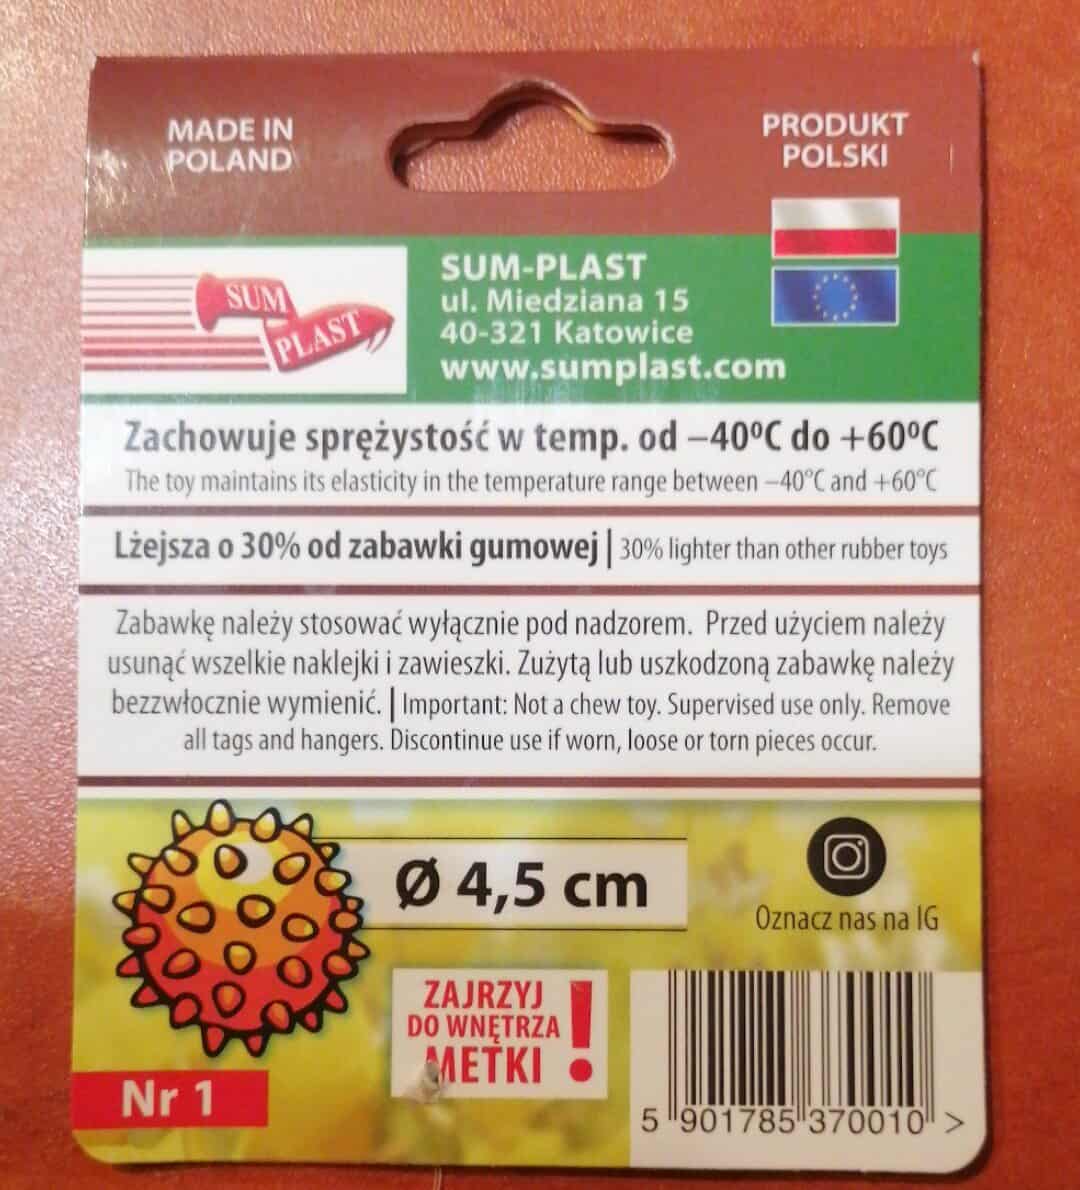 MADE IN
POLAND
PRODUKT
POLSKI
SUM
PLAST
SUM-PLAST
ul. Miedziana 15
40-321 Katowice
www.sumplast.com
Zachowuje sprężystość w temp. od –40ºC do +60ºC
The toy maintains its elasticity in the temperature range between –40°C and +60°C
Lżejsza o 30% od zabawki gumowej | 30% lighter than other rubber toys
Zabawkę należy stosować wyłącznie pod nadzorem. Przed użyciem należy
usunąć wszelkie naklejki i zawieszki. Zużytą lub uszkodzoną zabawkę należy
bezzwłocznie wymienić. | Important: Not a chew toy. Supervised use only. Remove
all tags and hangers. Discontinue use if worn, loose or torn pieces occur.
Ø 4,5 cm
Oznacz nas na IG
ZAJRZYJ
DO WNĘTRZA
METKI !
Nr 1
5 901785 370010 >